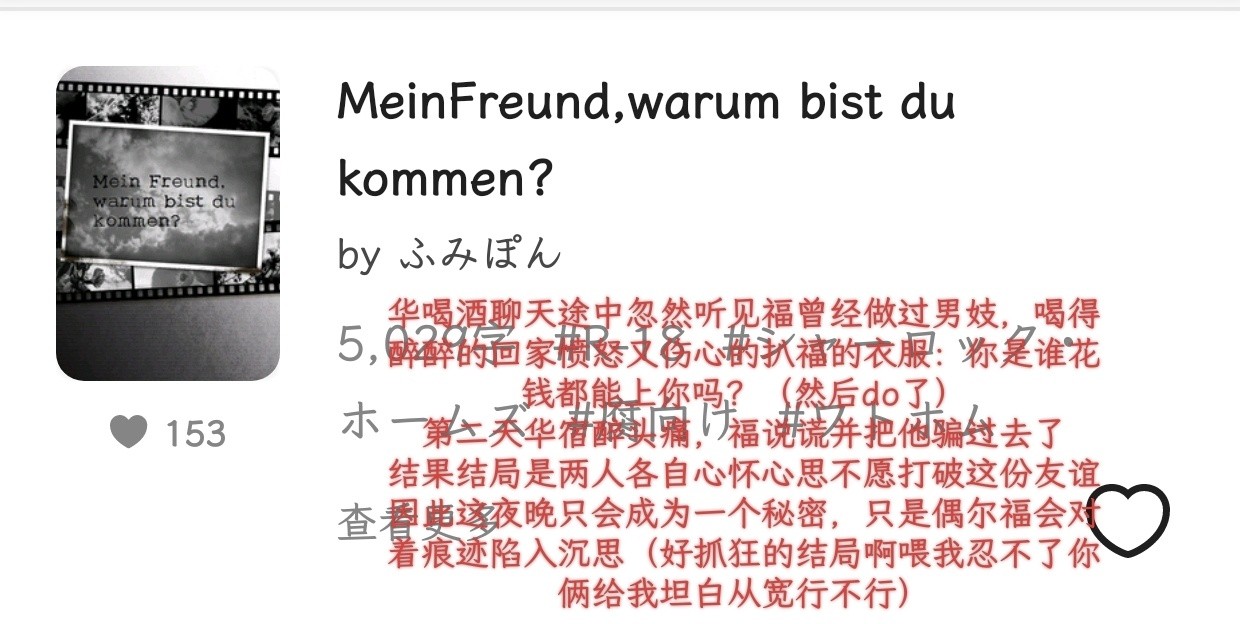 Mein Freund,
warum bist du
kommen?
MeinFreund,warum bist du
kommen?
by ふみぽん
5,029字 #R-18 #シャーロック・
ホームズ #腐向け #ワトホム
查看更多
153
华喝酒聊天途中忽然听见福曾经做过男妓，喝得
醉醉的回家愤怒又伤心的扒福的衣服：你是谁花
钱都能上你吗？（然后do了）
第二天华宿醉头痛，福说谎并把他骗过去了
结果结局是两人各自心怀心思不愿打破这份友谊
因此这夜晚只会成为一个秘密，只是偶尔福会对
着痕迹陷入沉思（好抓狂的结局啊喂我忍不了你
俩给我坦白从宽行不行）